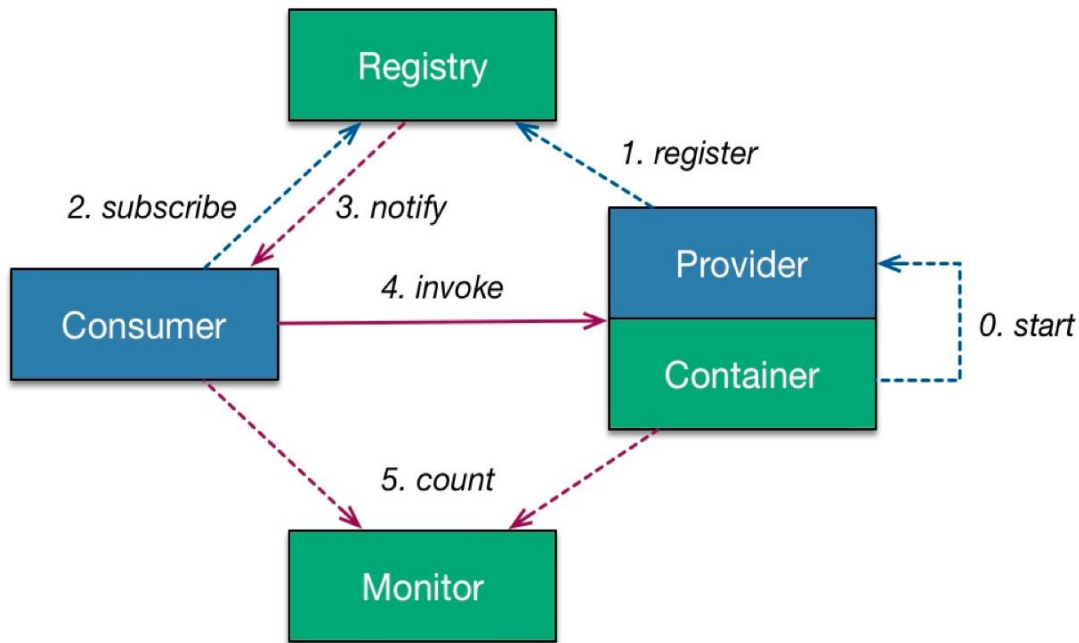 Registry
1. register
2. subscribe
3. notify
Provider
4. invoke
Consumer
0. start
Container
5. count
Monitor